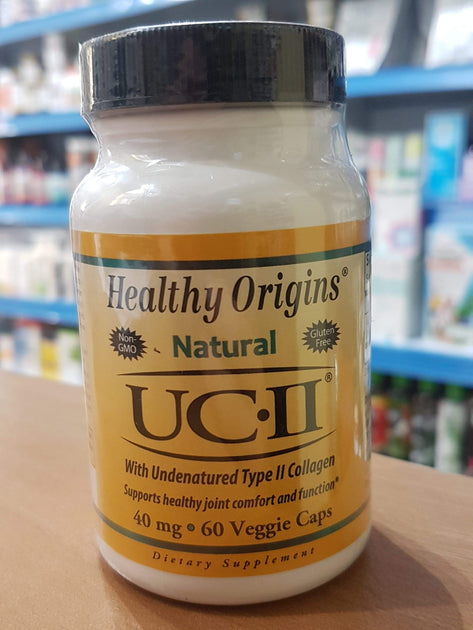 Healthy Origins®
Non-GMO
Natural
Gluten Free
UC·II®
With Undenatured Type II Collagen
Supports healthy joint comfort and function*
40 mg • 60 Veggie Caps
Dietary Supplement